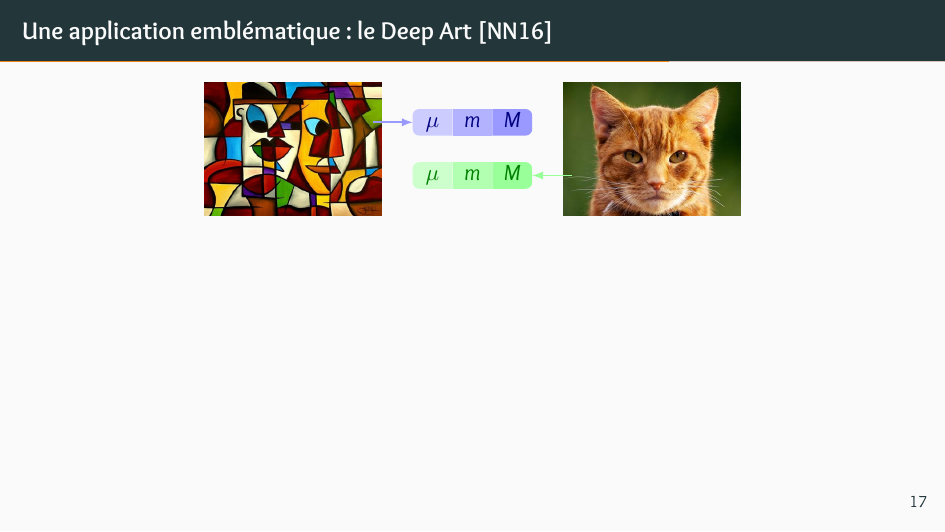 Une application emblématique : le Deep Art [NN16]
μ m M
μ m M
17